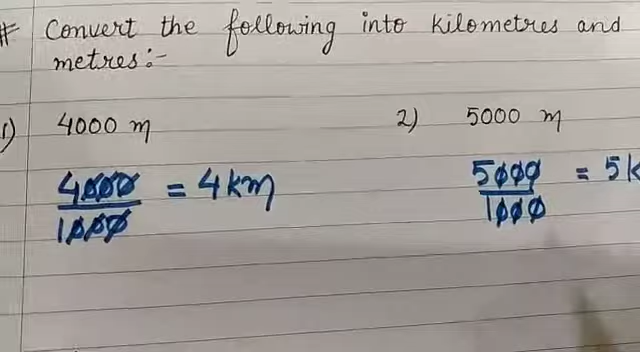 # Convert the following into kilometres and
metres:-
1) 4000 m 2) 5000 m
4000/1000 = 4 km 5000/1000 = 5 k